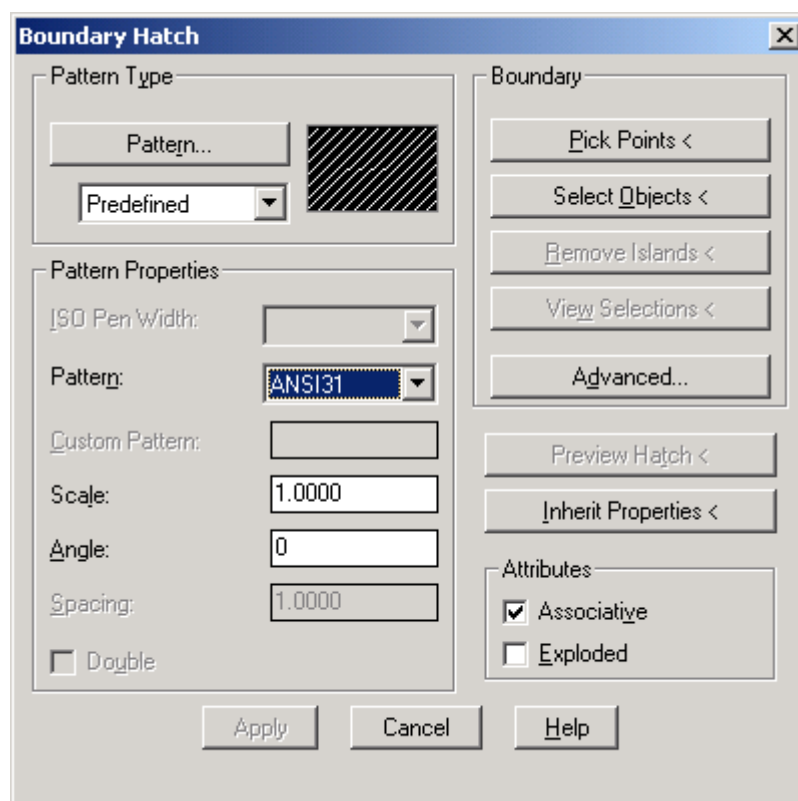 Boundary Hatch
Pattern Type
Pattern...
Predefined
Pattern Properties
ISO Pen Width:
Pattern: ANSI31
Custom Pattern:
Scale: 1.0000
Angle: 0
Spacing: 1.0000
Double
Boundary
Pick Points <
Select Objects <
Remove Islands <
View Selections <
Advanced...
Preview Hatch <
Inherit Properties <
Attributes
Associative
Exploded
Apply Cancel Help